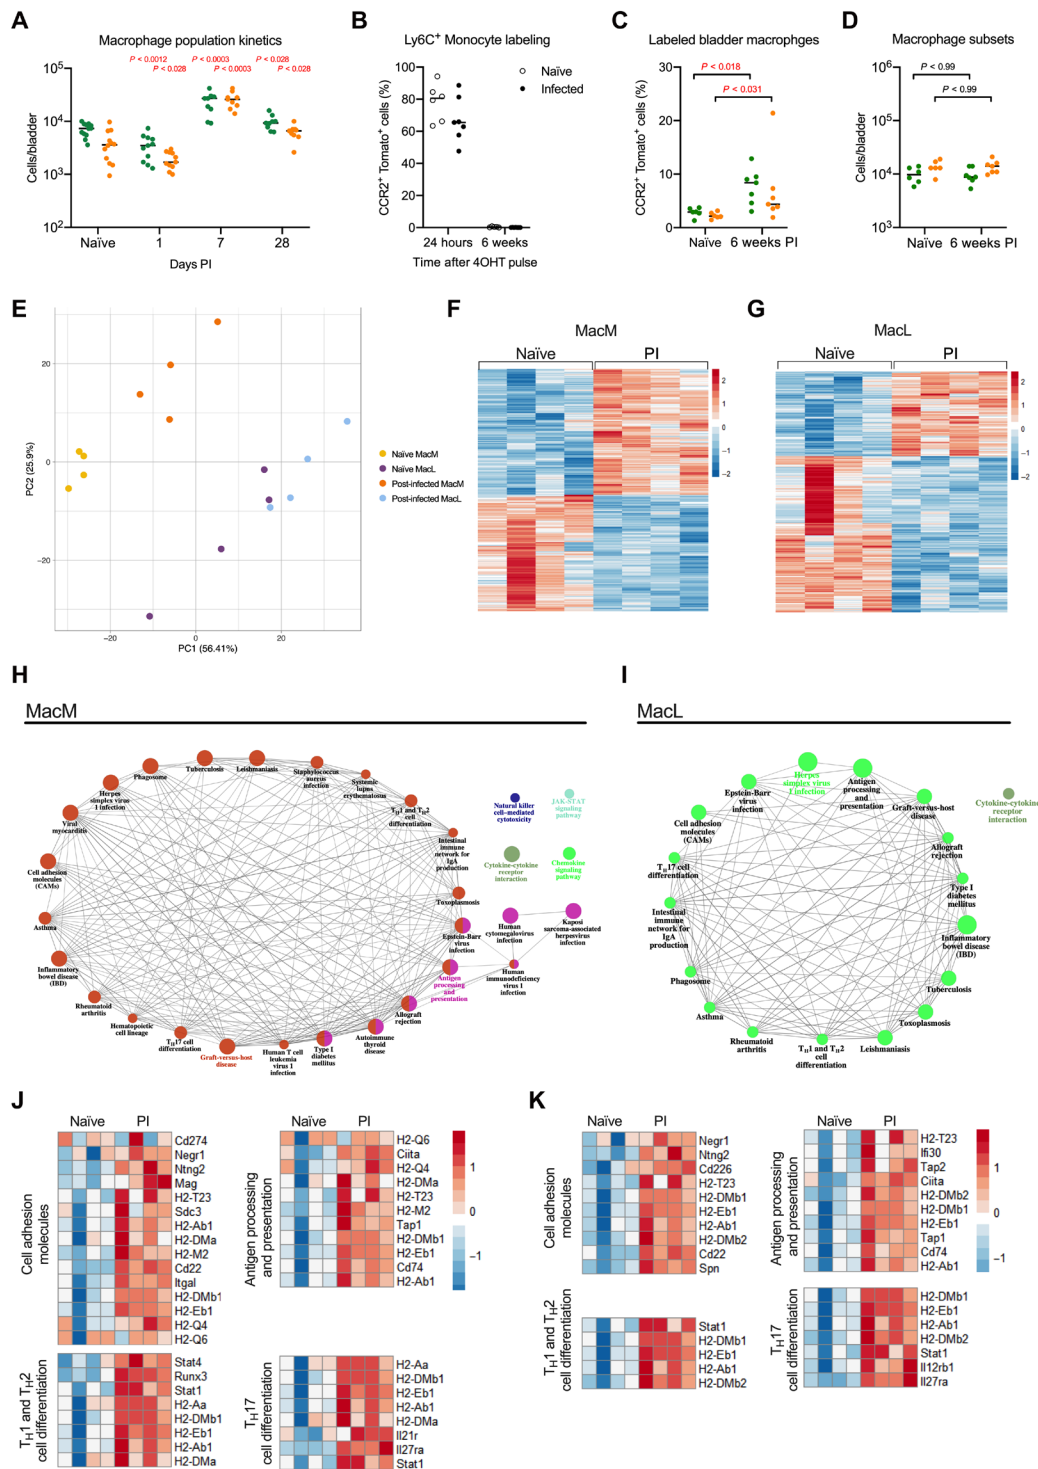 A
Macrophage population kinetics
P < 0.0012 P < 0.0003 P < 0.028
P < 0.028 P < 0.0003 P < 0.028
Cells/bladder
10^5
10^4
10^3
10^2
Naïve 1 7 28
Days PI
B
Ly6C+ Monocyte labeling
CCR2+ Tomato+ cells (%)
100
80
60
40
20
0
Naïve
Infected
24 hours 6 weeks
Time after 4OHT pulse
C
Labeled bladder macrophges
P < 0.018
P < 0.031
CCR2+ Tomato+ cells (%)
30
20
10
0
Naïve 6 weeks PI
D
Macrophage subsets
P < 0.99
P < 0.99
Cells/bladder
10^6
10^5
10^4
10^3
Naïve 6 weeks PI
E
PC2 (25.9%)
20
0
−20
−20 0 20
PC1 (56.41%)
Naïve MacM
Naïve MacL
Post-infected MacM
Post-infected MacL
F
MacM
Naïve PI
2
1
0
−1
−2
G
MacL
Naïve PI
2
1
0
−1
−2
H
MacM
Tuberculosis
Leishmaniasis
Staphylococcus
aureus
infection
Systemic
lupus
erythematosus
TH1 and TH2
cell
differentiation
Intestinal
immune
network for
IgA
production
Toxoplasmosis
Epstein-Barr
virus
infection
Antigen
processing
and
presentation
Allograft
rejection
Autoimmune
thyroid
disease
Type I
diabetes
mellitus
Human T cell
leukemia
virus 1
infection
Graft-versus-host
disease
TH17 cell
differentiation
Hematopoietic
cell lineage
Rheumatoid
arthritis
Inflammatory
bowel disease
(IBD)
Asthma
Cell adhesion
molecules
(CAMs)
Viral
myocarditis
Herpes
simplex virus
1 infection
Phagosome
Natural killer
cell–mediated
cytotoxicity
JAK-STAT
signaling
pathway
Cytokine-cytokine
receptor
interaction
Chemokine
signaling
pathway
Human
cytomegalovirus
infection
Kaposi
sarcoma-associated
herpesvirus
infection
Human
immunodeficiency
virus 1 infection
I
MacL
Herpes
simplex virus
1 infection
Antigen
processing
and
presentation
Graft-versus-host
disease
Allograft
rejection
Type I
diabetes
mellitus
Inflammatory
bowel disease
(IBD)
Tuberculosis
Toxoplasmosis
Leishmaniasis
TH1 and TH2
cell
differentiation
Rheumatoid
arthritis
Asthma
Phagosome
Intestinal
immune
network for
IgA
production
TH17 cell
differentiation
Cell adhesion
molecules
(CAMs)
Epstein-Barr
virus
infection
Cytokine-cytokine
receptor
interaction
J
Naïve PI
Cell adhesion
molecules
Cd274
Negr1
Ntng2
Mag
H2-T23
Sdc3
H2-Ab1
H2-DMa
H2-M2
Cd22
Itgal
H2-DMb1
H2-Eb1
H2-Q4
H2-Q6
TH1 and TH2
cell differentiation
Stat4
Runx3
Stat1
H2-Aa
H2-DMb1
H2-Eb1
H2-Ab1
H2-DMa
Naïve PI
Antigen processing
and presentation
H2-Q6
Ciita
H2-Q4
H2-DMa
H2-T23
H2-M2
Tap1
H2-DMb1
H2-Eb1
Cd74
H2-Ab1
1
0
−1
TH17
cell differentiation
H2-Aa
H2-DMb1
H2-Eb1
H2-Ab1
H2-DMa
Il21r
Il27ra
Stat1
K
Naïve PI
Cell adhesion
molecules
Negr1
Ntng2
Cd226
H2-T23
H2-DMb1
H2-Eb1
H2-Ab1
H2-DMb2
Cd22
Spn
TH1 and TH2
cell differentiation
Stat1
H2-DMb1
H2-Eb1
H2-Ab1
H2-DMb2
Naïve PI
Antigen processing
and presentation
H2-T23
Ifi30
Tap2
Ciita
H2-DMb2
H2-DMb1
H2-Eb1
Tap1
Cd74
H2-Ab1
1
0
−1
TH17
cell differentiation
H2-DMb1
H2-Eb1
H2-Ab1
H2-DMb2
Stat1
Il12rb1
Il27ra